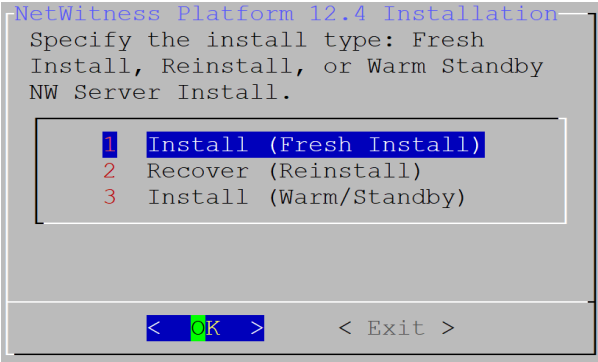 NetWitness Platform 12.4 Installation
Specify the install type: Fresh
Install, Reinstall, or Warm Standby
NW Server Install.
1 Install (Fresh Install)
2 Recover (Reinstall)
3 Install (Warm/Standby)
< OK > < Exit >